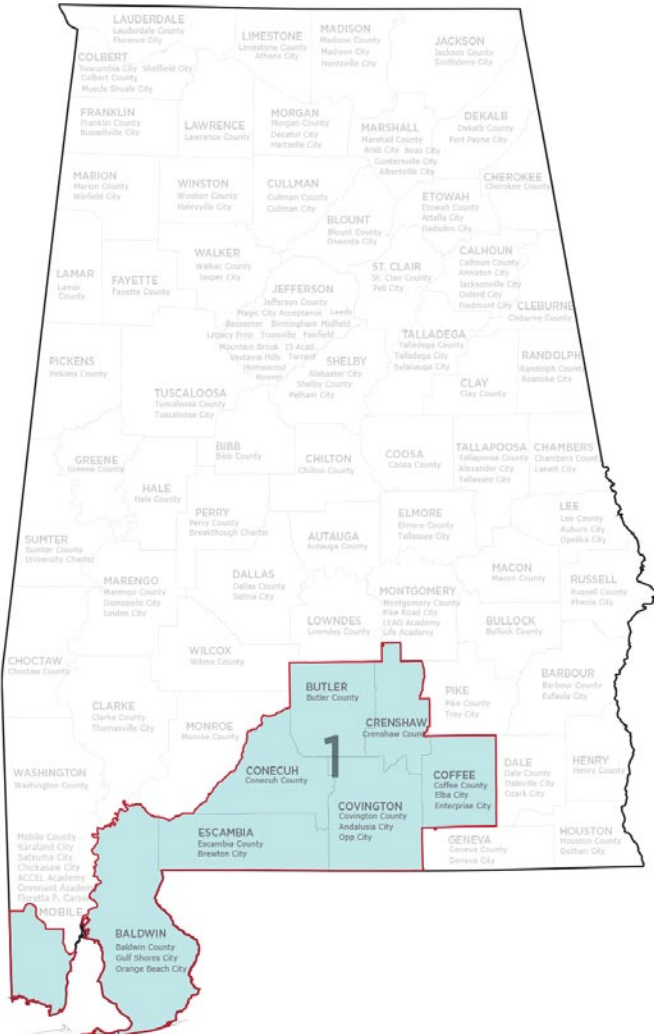 LAUDERDALE
Lauderdale County
Florence City
LIMESTONE
Limestone County
Athens City
MADISON
Madison County
Madison City
Huntsville City
JACKSON
Jackson County
Scottsboro City
COLBERT
Tuscumbia City Sheffield City
Colbert County
Muscle Shoals City
FRANKLIN
Franklin County
Russellville City
LAWRENCE
Lawrence County
MORGAN
Morgan County
Decatur City
Hartselle City
MARSHALL
Marshall County
Arab City Boaz City
Guntersville City
Albertville City
DEKALB
Dekalb County
Fort Payne City
MARION
Marion County
Winfield City
WINSTON
Winston County
Haleyville City
CULLMAN
Cullman County
Cullman City
CHEROKEE
Cherokee County
ETOWAH
Etowah County
Attalla City
Gadsden City
BLOUNT
Blount County
Oneonta City
WALKER
Walker County
Jasper City
CALHOUN
Calhoun County
Anniston City
Jacksonville City
Oxford City
Piedmont City
ST. CLAIR
St. Clair County
Pell City
LAMAR
Lamar
County
FAYETTE
Fayette County
JEFFERSON
Jefferson County
Magic City Acceptance Leeds
Bessemer Birmingham Midfield
Legacy Prep Trussville Fairfield
Mountain Brook I3 Acad
Vestavia Hills Tarrant
Homewood
Hoover
CLEBURNE
Cleburne County
TALLADEGA
Talladega County
Talladega City
Sylacauga City
PICKENS
Pickens County
SHELBY
Alabaster City
Shelby County
Pelham City
RANDOLPH
Randolph County
Roanoke City
CLAY
Clay County
TUSCALOOSA
Tuscaloosa County
Tuscaloosa City
BIBB
Bibb County
GREENE
Greene County
HALE
Hale County
CHILTON
Chilton County
COOSA
Coosa County
TALLAPOOSA
Tallapoosa County
Alexander City
Tallassee City
CHAMBERS
Chambers County
Lanett City
PERRY
Perry County
Breakthough Charter
ELMORE
Elmore County
Tallassee City
LEE
Lee County
Auburn City
Opelika City
SUMTER
Sumter County
University Charter
AUTAUGA
Autauga County
MACON
Macon County
RUSSELL
Russell County
Phenix City
MARENGO
Marengo County
Demopolis City
Linden City
DALLAS
Dallas County
Selma City
MONTGOMERY
Montgomery County
Pike Road City
LEAD Academy
Life Academy
LOWNDES
Lowndes County
BULLOCK
Bullock County
WILCOX
Wilcox County
CHOCTAW
Choctaw County
BARBOUR
Barbour County
Eufaula City
BUTLER
Butler County
PIKE
Pike County
Troy City
CLARKE
Clarke County
Thomasville City
MONROE
Monroe County
CRENSHAW
Crenshaw County
1
WASHINGTON
Washington County
CONECUH
Conecuh County
COFFEE
Coffee County
Elba City
Enterprise City
DALE
Dale County
Daleville City
Ozark City
HENRY
Henry County
COVINGTON
Covington County
Andalusia City
Opp City
ESCAMBIA
Escambia County
Brewton City
GENEVA
Geneva County
Geneva City
HOUSTON
Houston County
Dothan City
Mobile County
Saraland City
Satsuma City
Chickasaw City
ACCEL Academy
Covenant Academ
Floretta P. Carson
MOBILE
BALDWIN
Baldwin County
Gulf Shores City
Orange Beach City